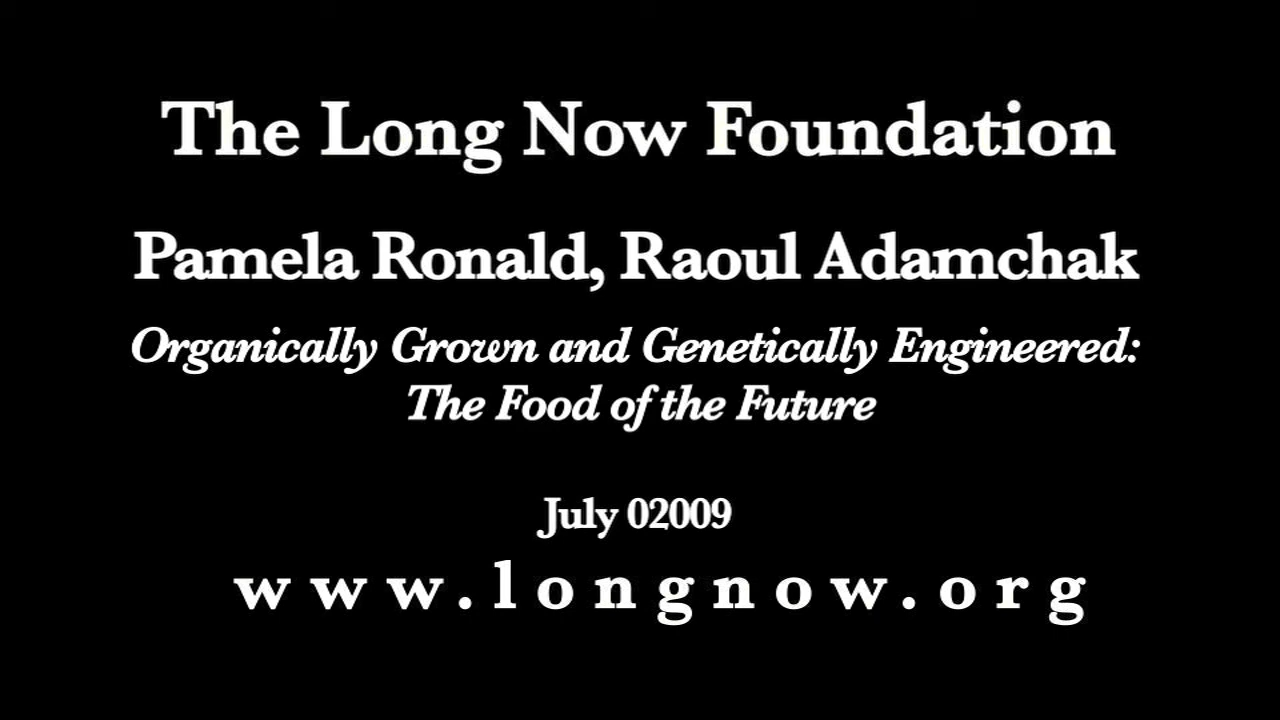 The Long Now Foundation
Pamela Ronald, Raoul Adamchak
Organically Grown and Genetically Engineered:
The Food of the Future
July 02009
www.longnow.org